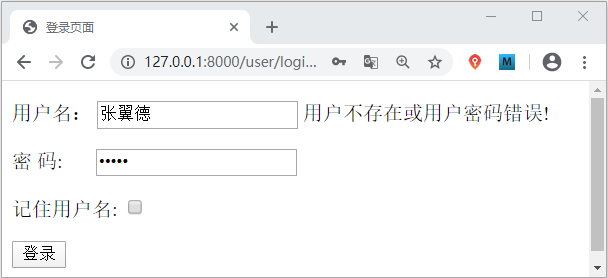 登录页面
127.0.0.1:8000/user/logi...
用户名： 张翼德 用户不存在或用户密码错误!
密 码: •••••
记住用户名:
登录